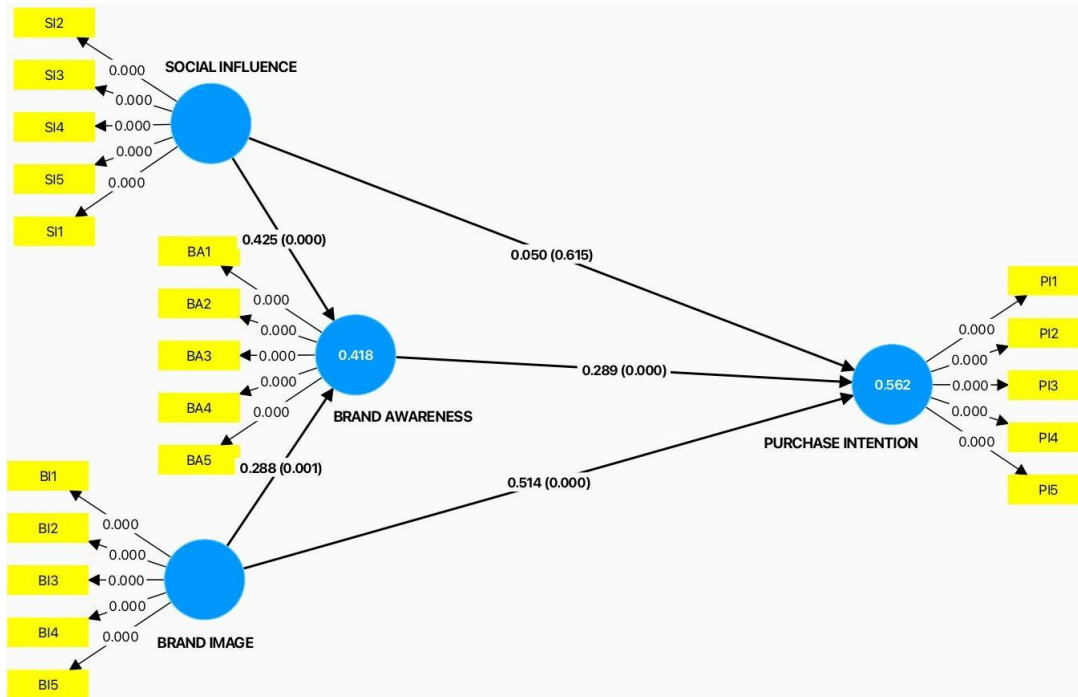 SI2
0.000
SOCIAL INFLUENCE
SI3
0.000
SI4
0.000
0.000
SI5
0.000
SI1
0.425 (0.000)
BA1
0.050 (0.615)
PI1
0.000
BA2
0.000
0.000
PI2
0.000
BA3
0.000
0.418
0.289 (0.000)
0.562
0.000
PI3
0.000
BA4
0.000
BRAND AWARENESS
0.000
PI4
PURCHASE INTENTION
0.000
BA5
0.288 (0.001)
BI1
0.514 (0.000)
PI5
0.000
BI2
0.000
BI3
0.000
0.000
BI4
0.000
BRAND IMAGE
BI5